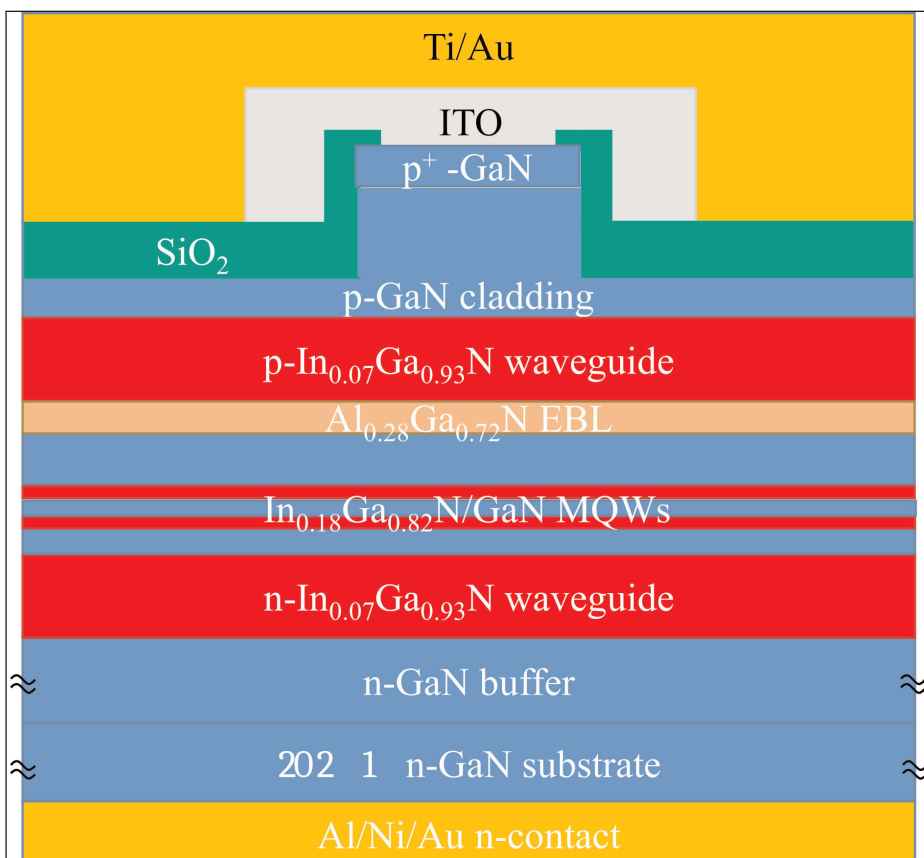 Ti/Au
ITO
p⁺ -GaN
SiO₂
p-GaN cladding
p-In₀.₀₇Ga₀.₉₃N waveguide
Al₀.₂₈Ga₀.₇₂N EBL
In₀.₁₈Ga₀.₈₂N/GaN MQWs
n-In₀.₀₇Ga₀.₉₃N waveguide
n-GaN buffer
202 1 n-GaN substrate
Al/Ni/Au n-contact